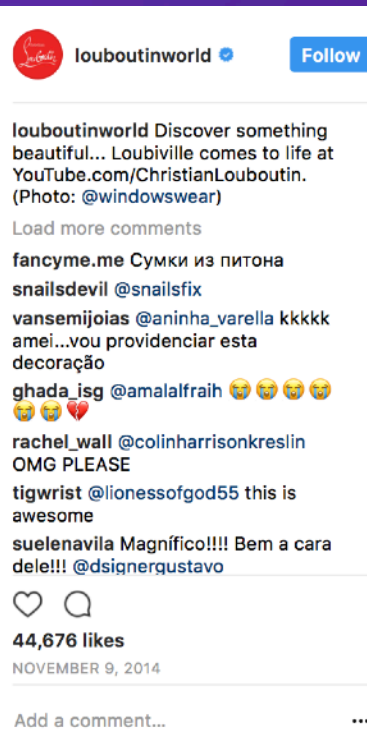 louboutinworld
Follow
louboutinworld Discover something
beautiful... Loubiville comes to life at
YouTube.com/ChristianLouboutin.
(Photo: @windowswear)
Load more comments
fancyme.me Сумки из питона
snailsdevil @snailsfix
vansemijoias @aninha_varella kkkkk
amei...vou providenciar esta
decoração
ghada_isg @amalalfraih 😭😭😭😭
😭😭💔
rachel_wall @colinharrisonkreslin
OMG PLEASE
tigwrist @lionessofgod55 this is
awesome
suelenavila Magnífico!!!! Bem a cara
dele!!! @dsignergustavo
44,676 likes
NOVEMBER 9, 2014
Add a comment...